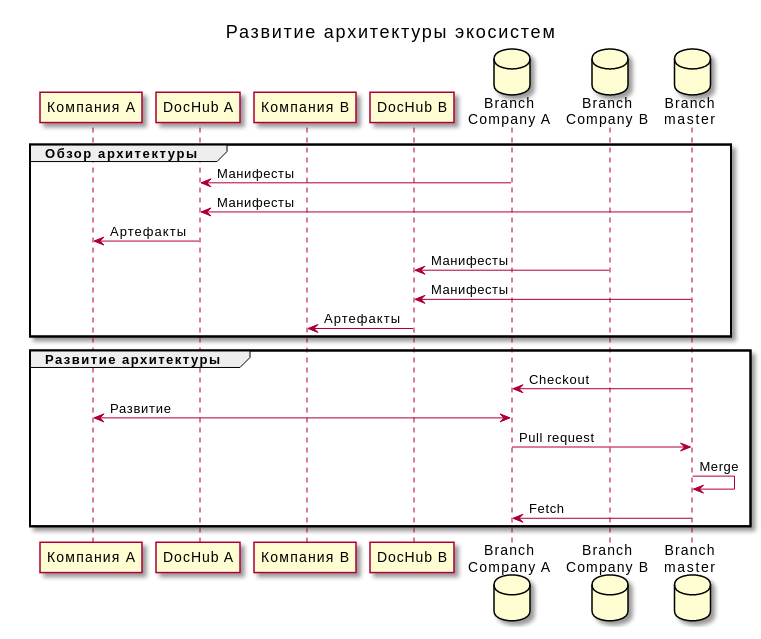 Развитие архитектуры экосистем
Компания A
DocHub A
Компания B
DocHub B
Branch
Company A
Branch
Company B
Branch
master
Обзор архитектуры
Манифесты
Манифесты
Артефакты
Манифесты
Манифесты
Артефакты
Развитие архитектуры
Checkout
Развитие
Pull request
Merge
Fetch
Компания A
DocHub A
Компания B
DocHub B
Branch
Company A
Branch
Company B
Branch
master